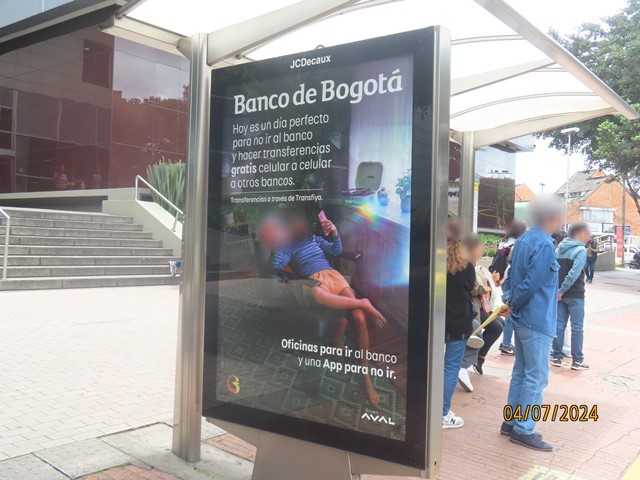 JCDecaux
Banco de Bogotá
Hoy es un día perfecto
para no ir al banco
y hacer transferencias
gratis celular a celular
a otros bancos.
Transferencias a través de Transfiya.
Oficinas para ir al banco
y una App para no ir.
AVAL
04/07/2024